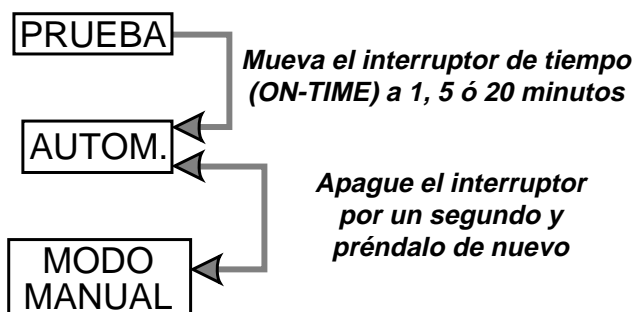 PRUEBA
Mueva el interruptor de tiempo
(ON-TIME) a 1, 5 ó 20 minutos
AUTOM.
Apague el interruptor
por un segundo y
préndalo de nuevo
MODO
MANUAL